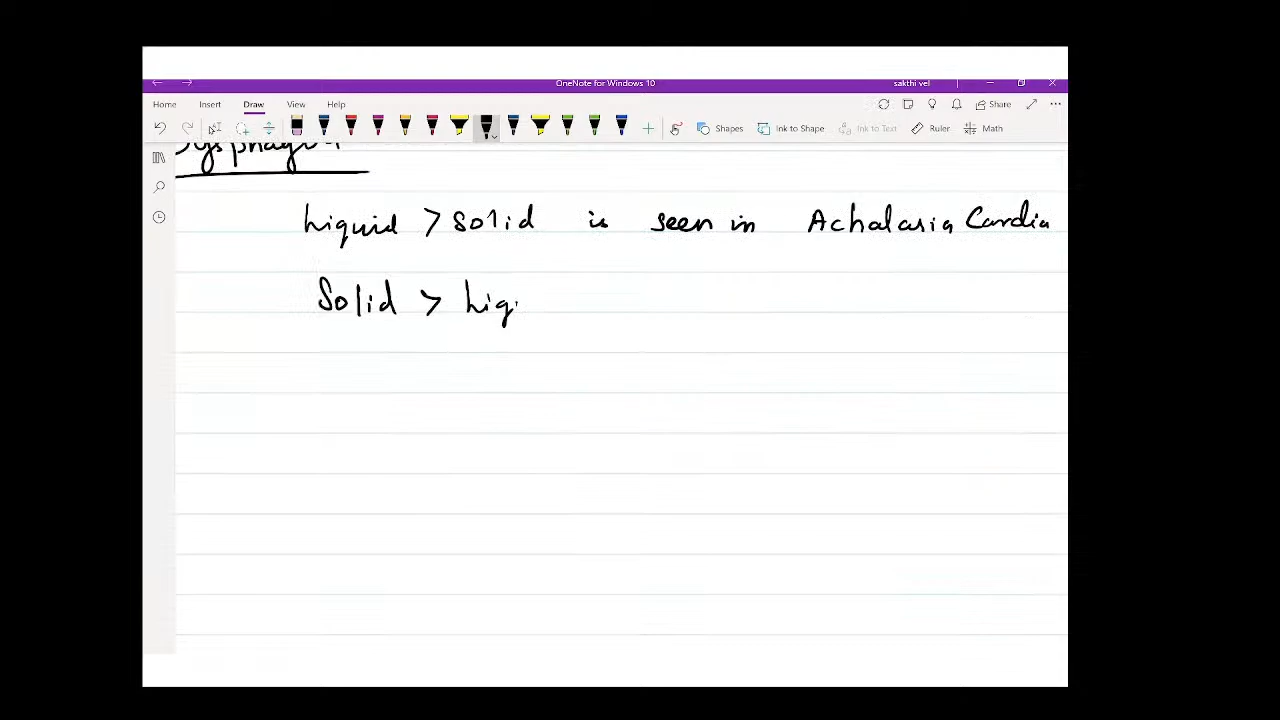 OneNote for Windows 10
sakthi vel
Home Insert Draw View Help
Share
Shapes Ink to Shape Ink to Text Ruler Math
Liquid > Solid is seen in Achalasia Cardia
Solid > Liq